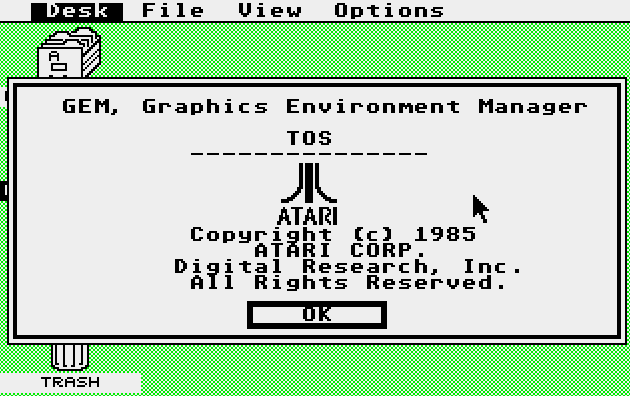 Desk File View Options
A
GEM, Graphics Environment Manager
TOS
---------------
ATARI
Copyright (c) 1985
ATARI CORP.
Digital Research, Inc.
All Rights Reserved.
OK
TRASH